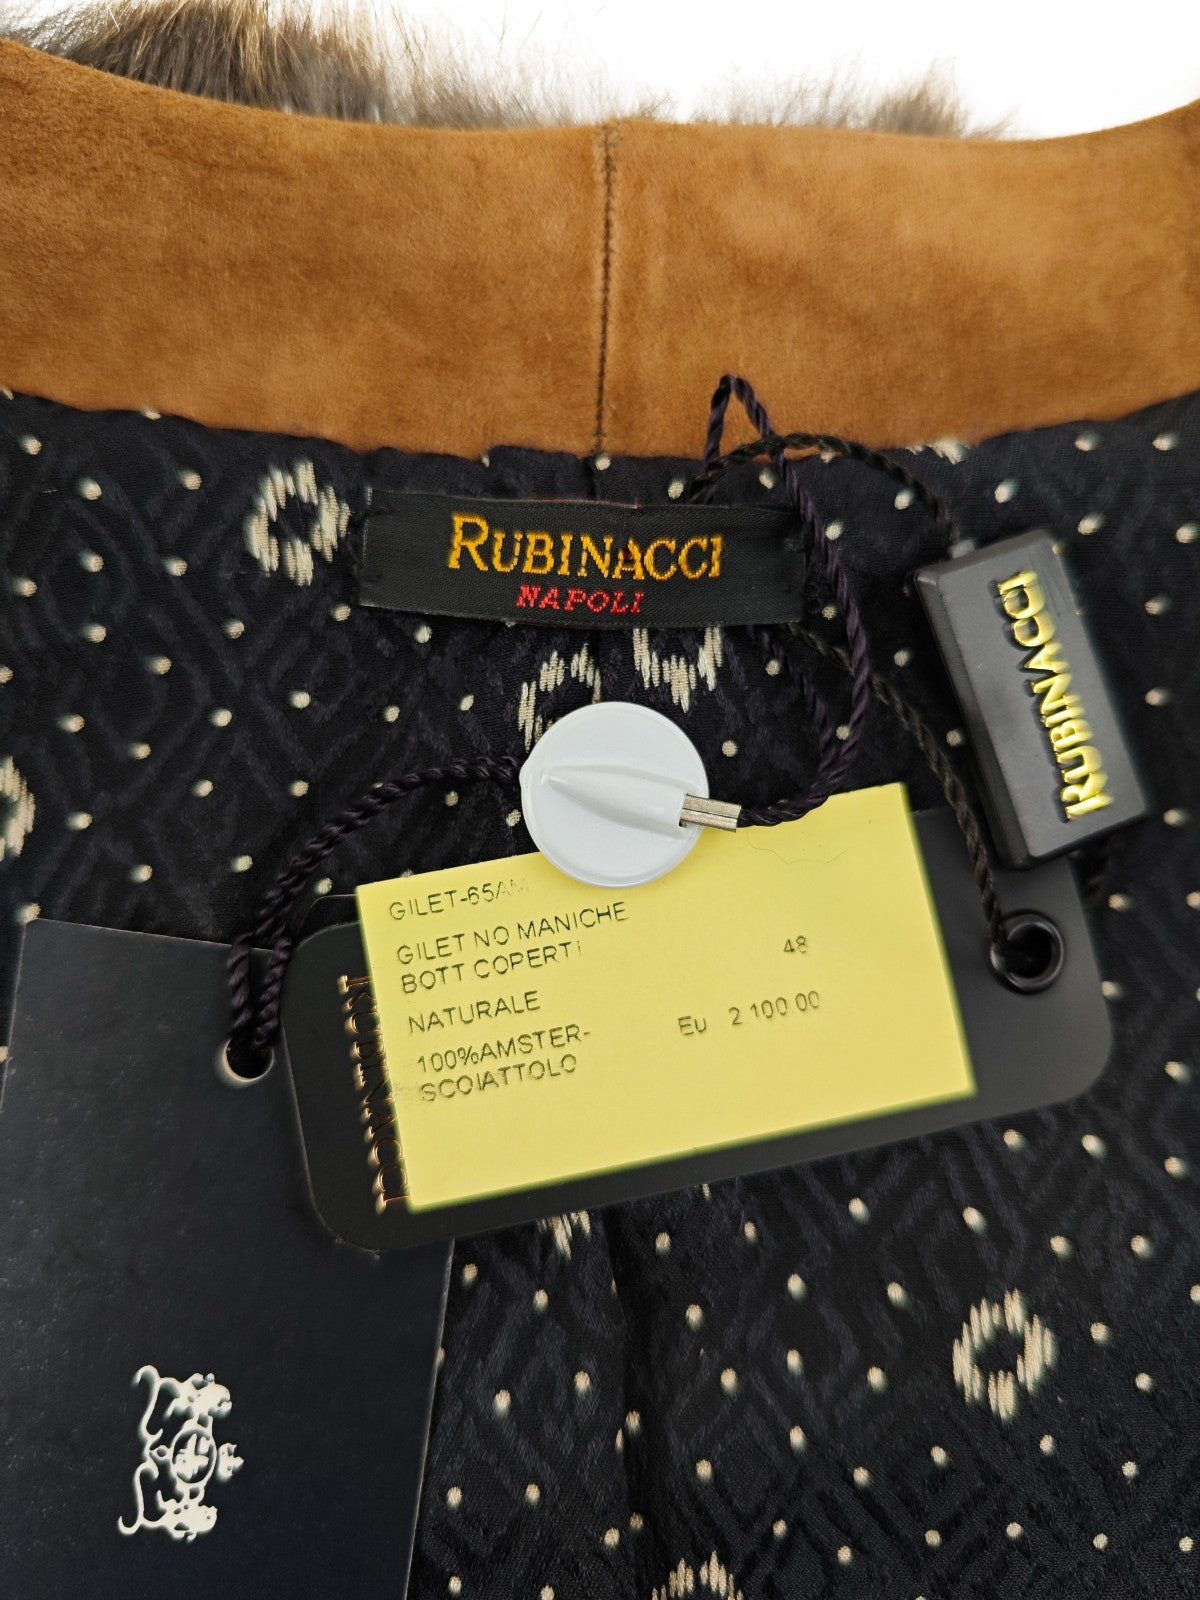 RUBINACCI
NAPOLI
RUBINACCI
GILET-65AM
GILET NO MANICHE
BOTT COPERTI
48
NATURALE
Eu 2 100 00
100%AMSTER-
SCOIATTOLO
RUBINACCI